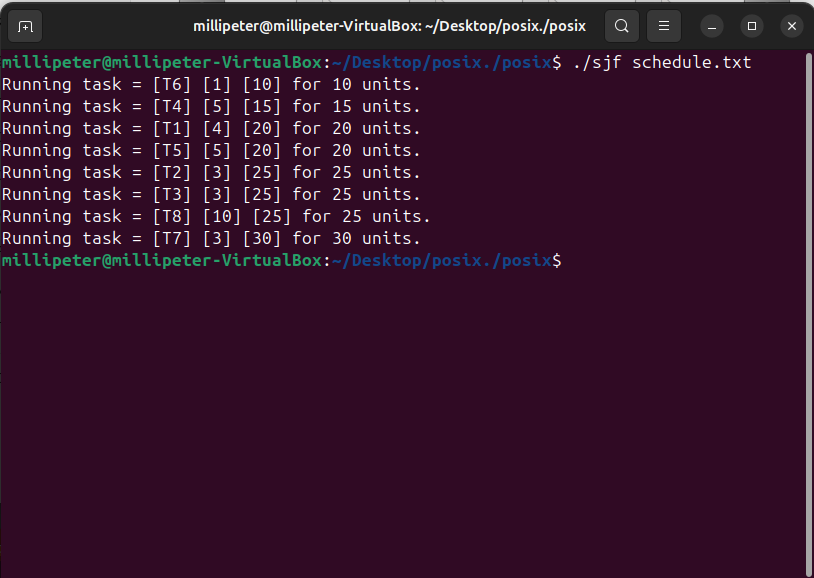 millipeter@millipeter-VirtualBox: ~/Desktop/posix./posix
millipeter@millipeter-VirtualBox:~/Desktop/posix./posix$ ./sjf schedule.txt
Running task = [T6] [1] [10] for 10 units.
Running task = [T4] [5] [15] for 15 units.
Running task = [T1] [4] [20] for 20 units.
Running task = [T5] [5] [20] for 20 units.
Running task = [T2] [3] [25] for 25 units.
Running task = [T3] [3] [25] for 25 units.
Running task = [T8] [10] [25] for 25 units.
Running task = [T7] [3] [30] for 30 units.
millipeter@millipeter-VirtualBox:~/Desktop/posix./posix$